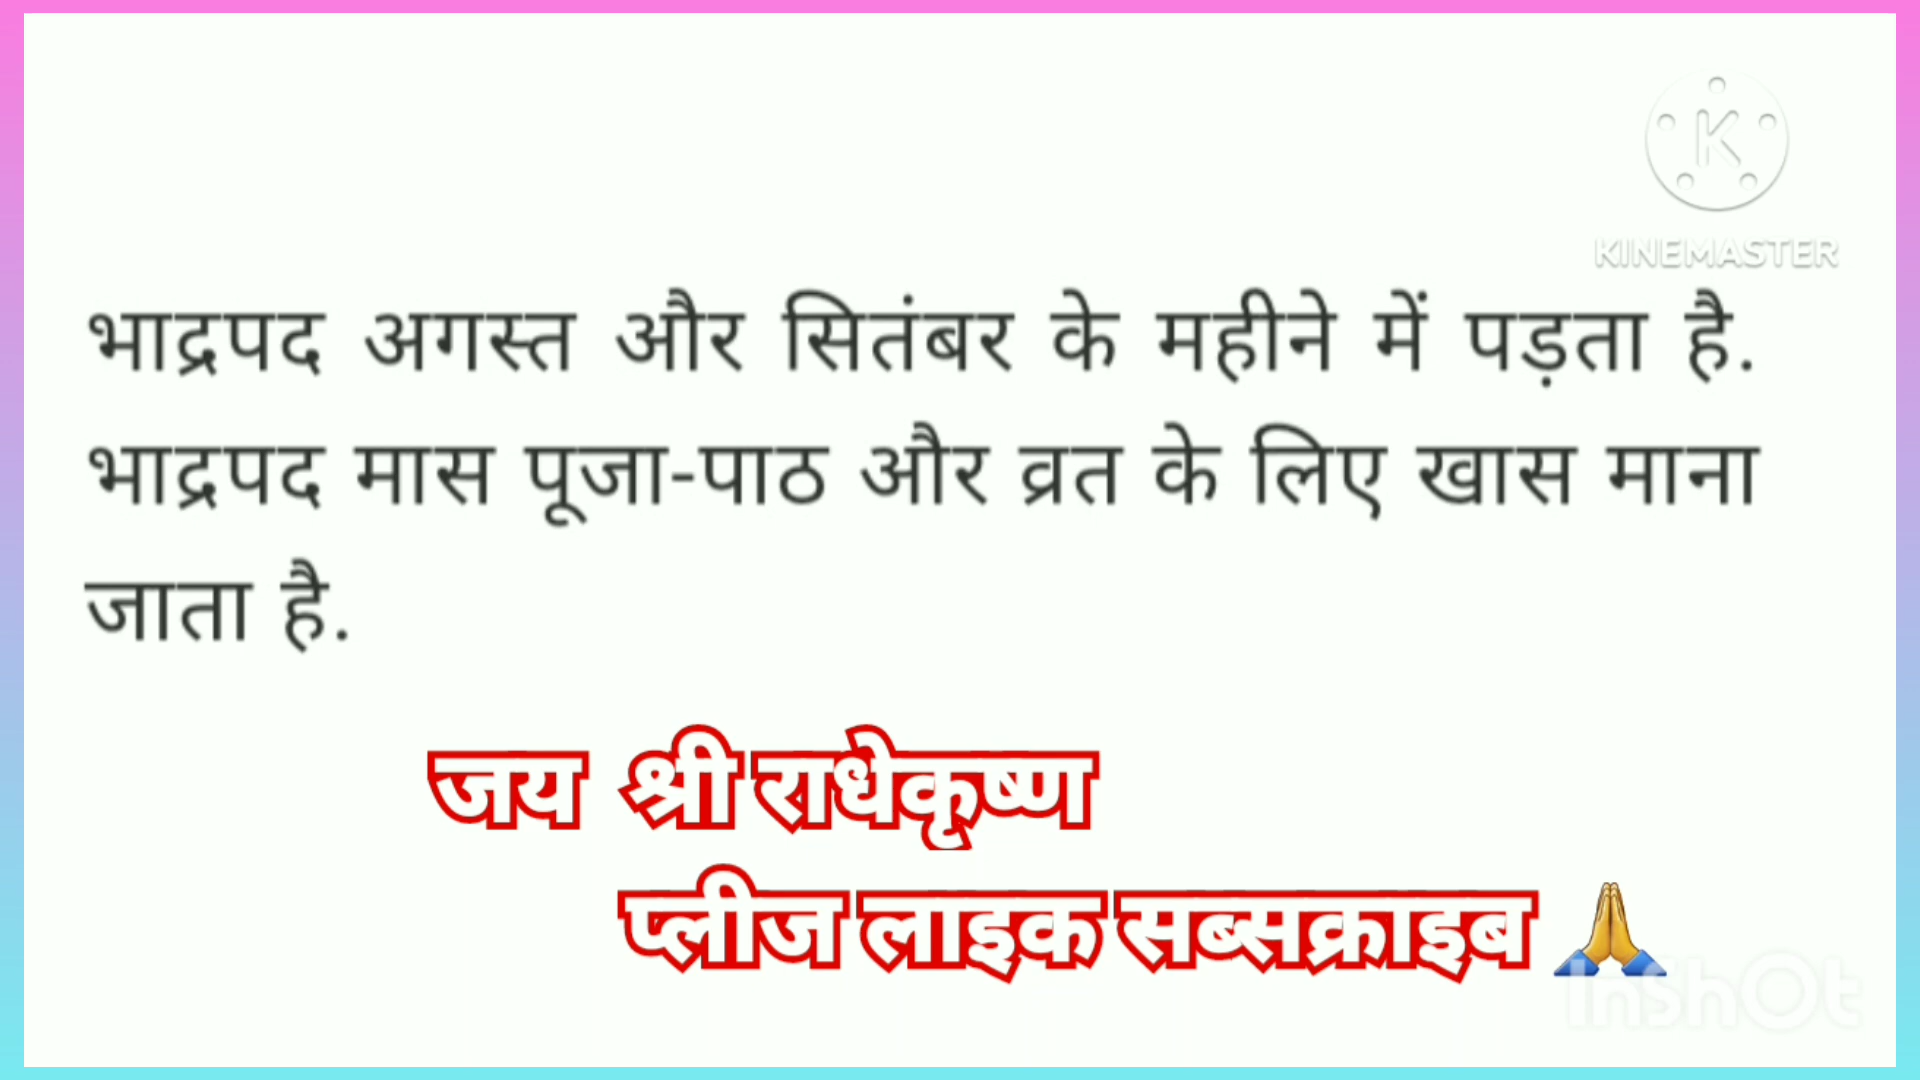 KINEMASTER
भाद्रपद अगस्त और सितंबर के महीने में पड़ता है.
भाद्रपद मास पूजा-पाठ और व्रत के लिए खास माना
जाता है.
जय श्री राधेकृष्ण
प्लीज लाइक सब्सक्राइब 🙏
InShOt